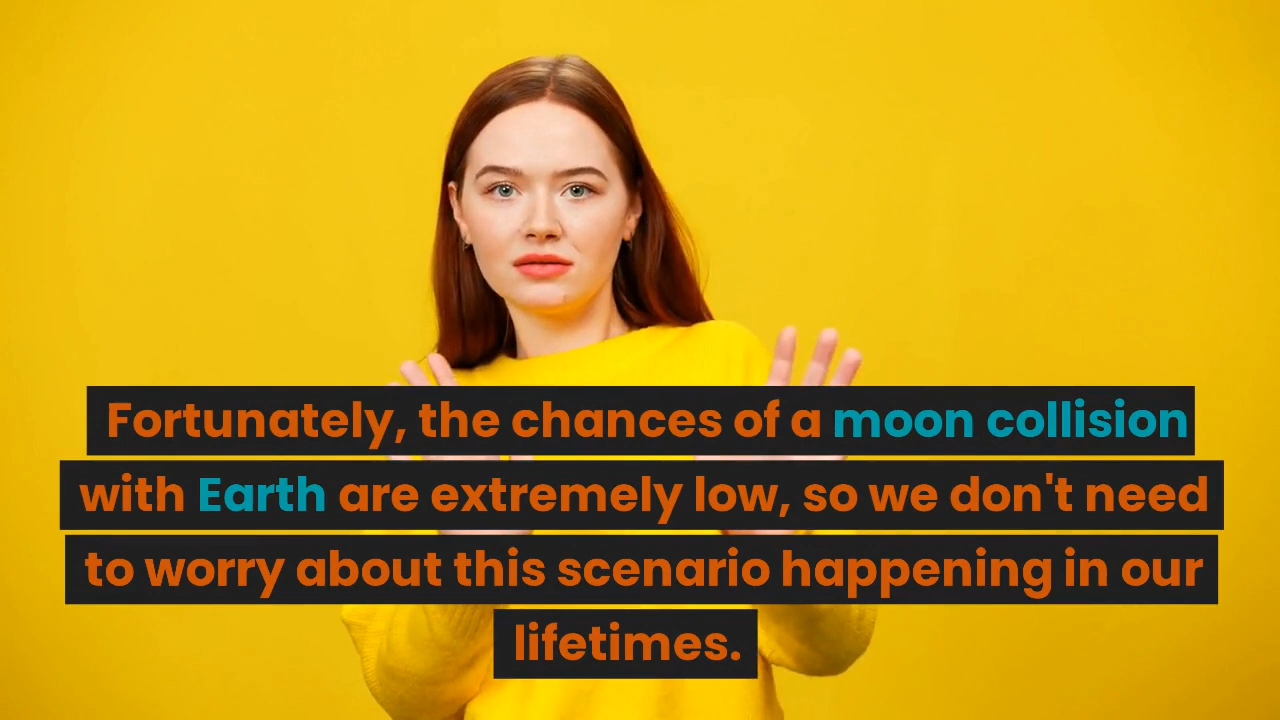 Fortunately, the chances of a moon collision
with Earth are extremely low, so we don't need
to worry about this scenario happening in our
lifetimes.